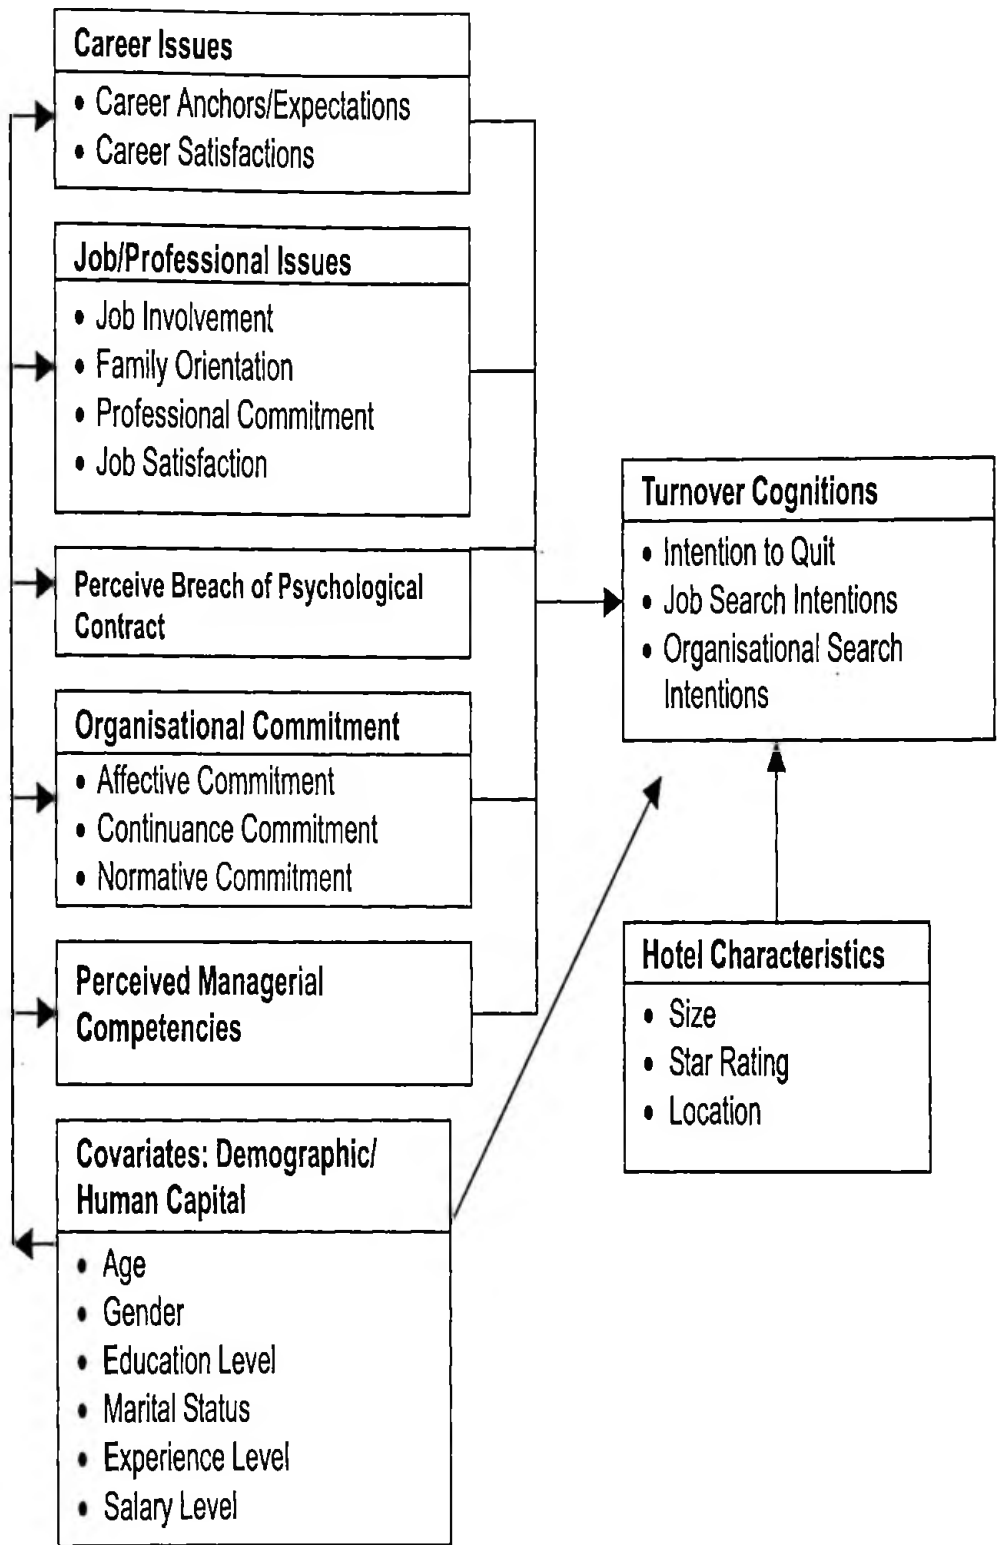 Career Issues
• Career Anchors/Expectations
• Career Satisfactions
Job/Professional Issues
• Job Involvement
• Family Orientation
• Professional Commitment
• Job Satisfaction
Perceive Breach of Psychological
Contract
Organisational Commitment
• Affective Commitment
• Continuance Commitment
• Normative Commitment
Perceived Managerial
Competencies
Covariates: Demographic/
Human Capital
• Age
• Gender
• Education Level
• Marital Status
• Experience Level
• Salary Level
Turnover Cognitions
• Intention to Quit
• Job Search Intentions
• Organisational Search
Intentions
Hotel Characteristics
• Size
• Star Rating
• Location